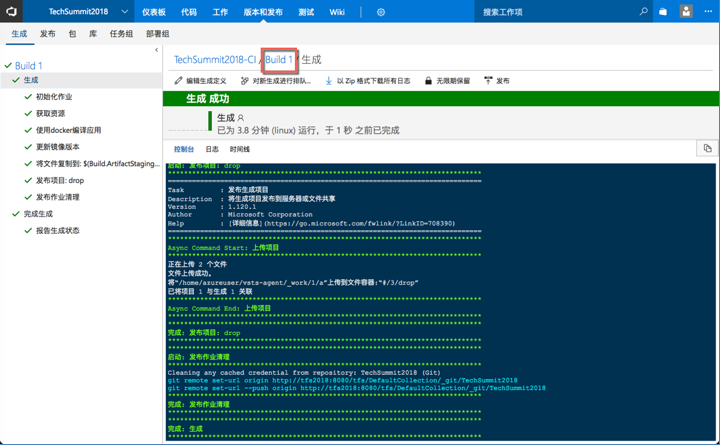 TechSummit2018 仪表板 代码 工作 版本和发布 测试 Wiki 搜索工作项
生成 发布 包 库 任务组 部署组
Build 1
生成
初始化作业
获取资源
使用docker编译应用
更新镜像版本
将文件复制到: $(Build.ArtifactStaging...
发布项目: drop
发布作业清理
完成生成
报告生成状态
TechSummit2018-CI / Build 1 / 生成
编辑生成定义 对新生成进行排队... 以 Zip 格式下载所有日志 无限期保留 发布
生成 成功
生成
已为 3.8 分钟 (linux) 运行，于 1 秒 之前已完成
控制台 日志 时间线
启动: 发布项目: drop
******************************************************************************
==============================================================================
Task : 发布生成项目
Description : 将生成项目发布到服务器或文件共享
Version : 1.120.1
Author : Microsoft Corporation
Help : [详细信息](https://go.microsoft.com/fwlink/?LinkID=708390)
==============================================================================
******************************************************************************
Async Command Start: 上传项目
******************************************************************************
正在上传 2 个文件
文件上传成功。
将“/home/azureuser/vsts-agent/_work/1/a”上传到文件容器:“#/3/drop”
已将项目 1 与生成 1 关联
******************************************************************************
Async Command End: 上传项目
******************************************************************************
******************************************************************************
完成: 发布项目: drop
******************************************************************************
******************************************************************************
启动: 发布作业清理
******************************************************************************
Cleaning any cached credential from repository: TechSummit2018 (Git)
git remote set-url origin http://tfs2018:8080/tfs/DefaultCollection/_git/TechSummit2018
git remote set-url --push origin http://tfs2018:8080/tfs/DefaultCollection/_git/TechSummit2018
******************************************************************************
完成: 发布作业清理
******************************************************************************
******************************************************************************
完成: 生成
******************************************************************************